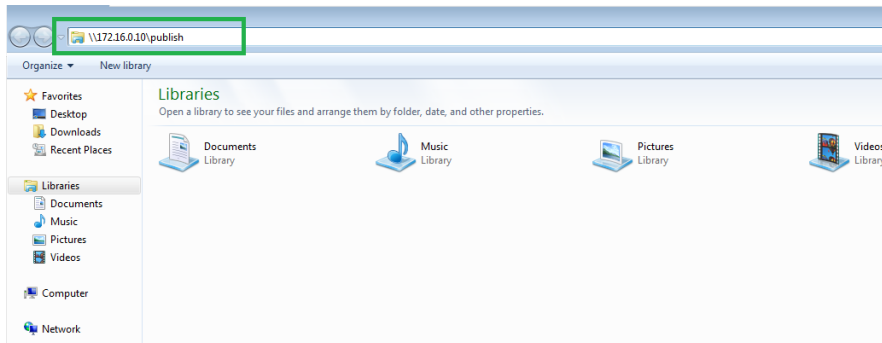 \\172.16.0.10\publish
Organize New library
Favorites
Desktop
Downloads
Recent Places
Libraries
Documents
Music
Pictures
Videos
Computer
Network
Libraries
Open a library to see your files and arrange them by folder, date, and other properties.
Documents
Library
Music
Library
Pictures
Library
Videos
Library